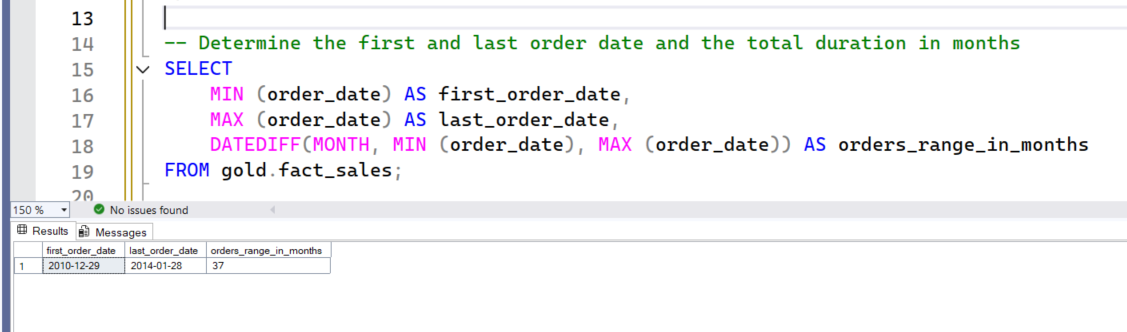 13
14 -- Determine the first and last order date and the total duration in months
15 SELECT
16 MIN (order_date) AS first_order_date,
17 MAX (order_date) AS last_order_date,
18 DATEDIFF(MONTH, MIN (order_date), MAX (order_date)) AS orders_range_in_months
19 FROM gold.fact_sales;
20
150 % No issues found
Results Messages
first_order_date last_order_date orders_range_in_months
1 2010-12-29 2014-01-28 37